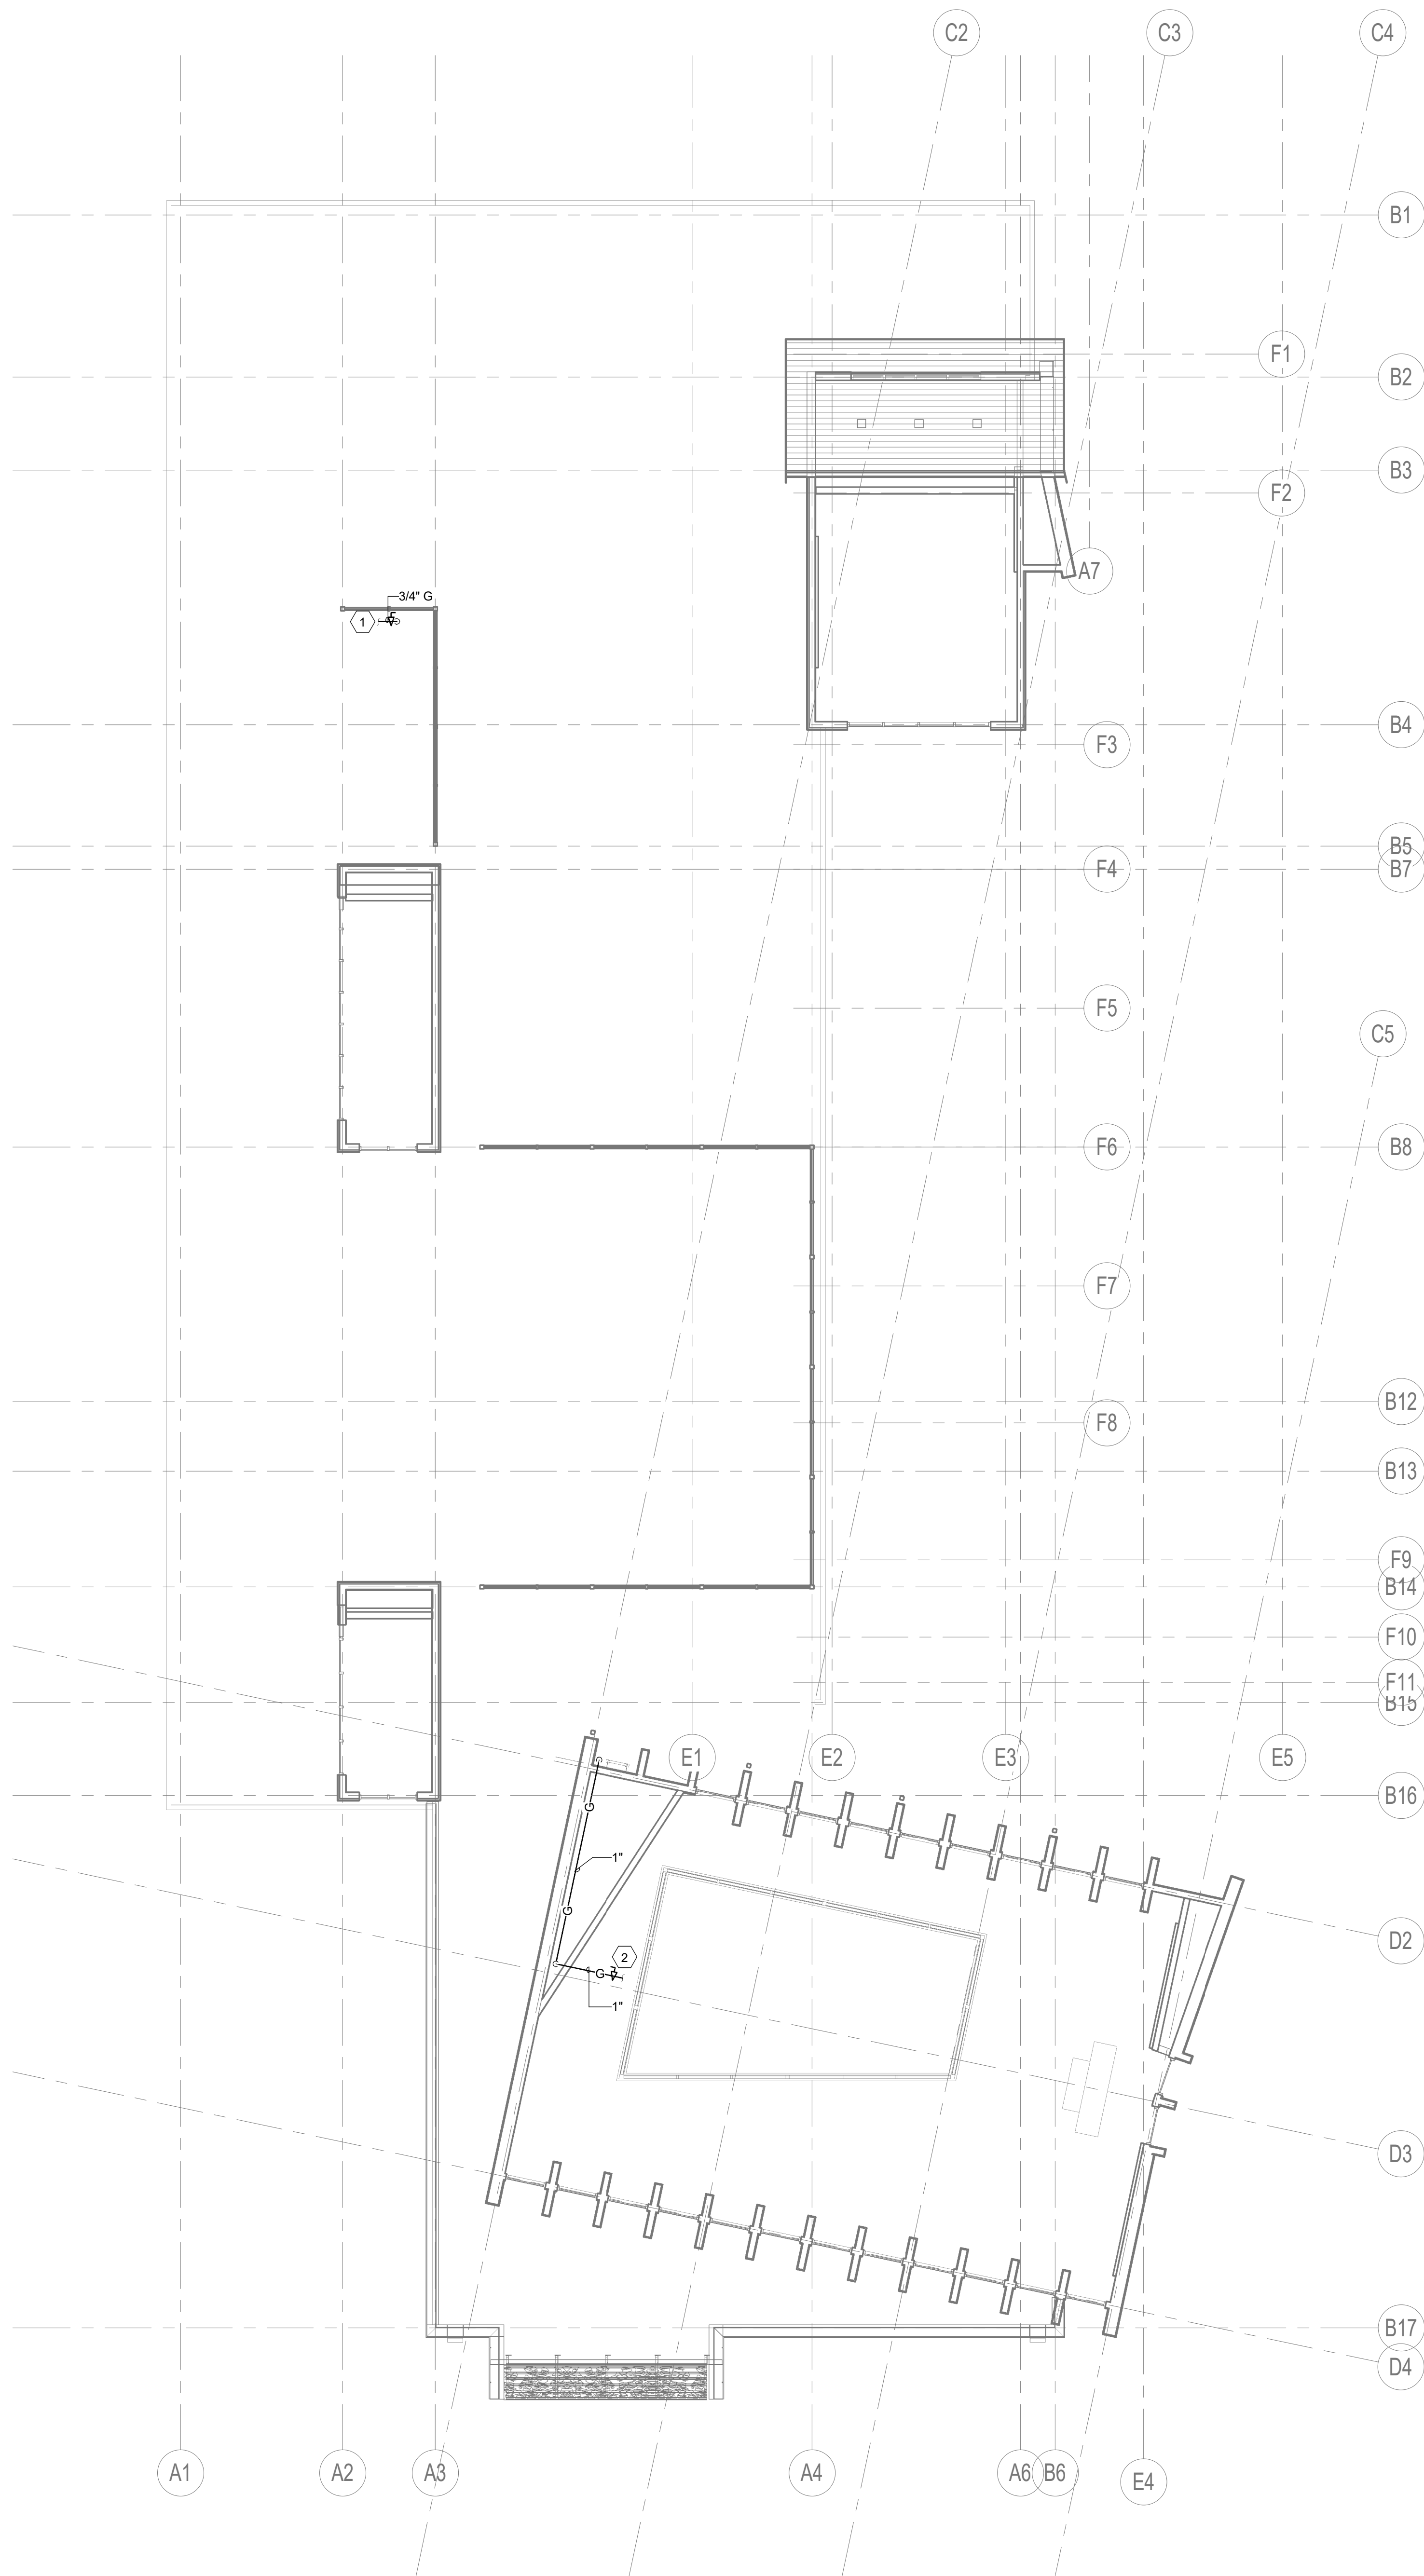 C2
C3
C4
B1
F1
B2
B3
F2
A7
3/4" G
1
B4
F3
B5
F4
B7
F5
C5
F6
B8
F7
B12
F8
B13
F9
B14
F10
F11
B15
E1
E2
E3
E5
B16
G
1"
G
D2
2
G
1"
D3
B17
D4
A1
A2
A3
A4
A6
B6
E4